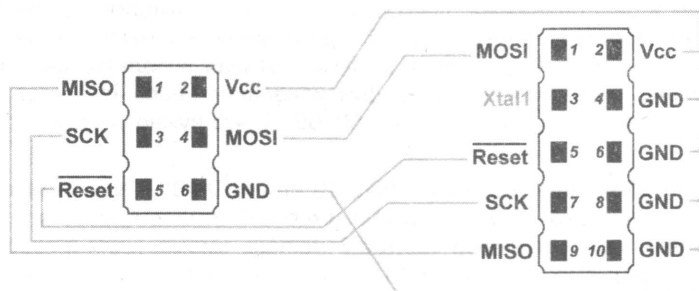 MISO 1 2 Vcc
SCK 3 4 MOSI
Reset 5 6 GND
MOSI 1 2 Vcc
Xtal1 3 4 GND
Reset 5 6 GND
SCK 7 8 GND
MISO 9 10 GND